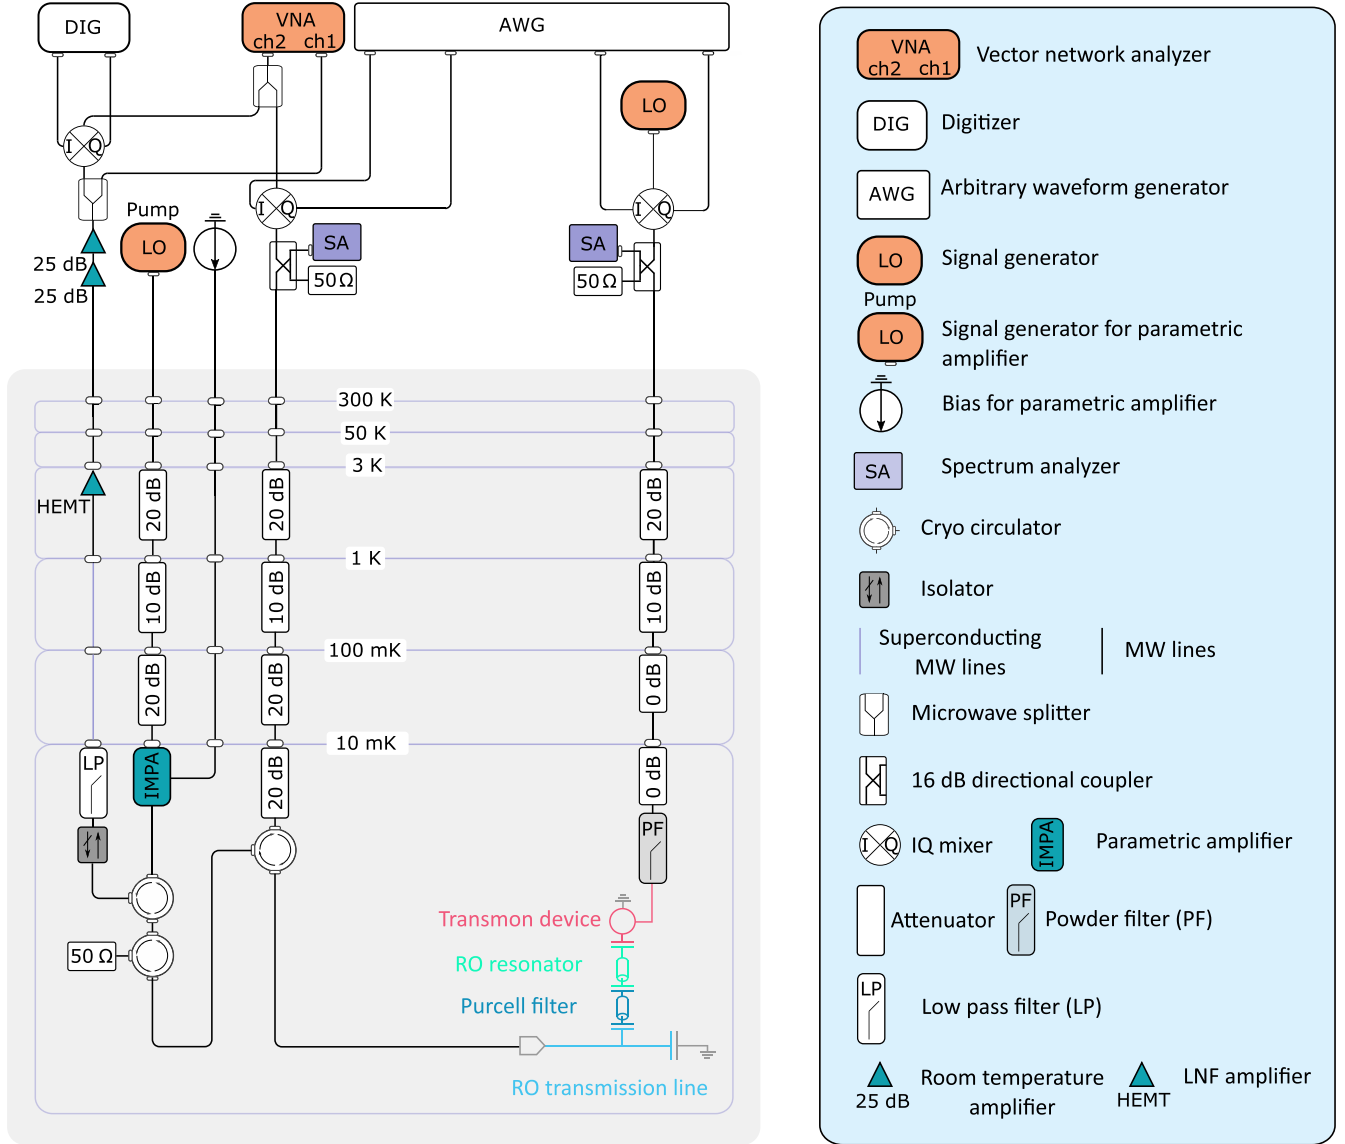 DIG
VNA
ch2 ch1
AWG
LO
I Q
Pump
LO
I Q
I Q
SA
50 Ω
SA
50 Ω
25 dB
25 dB
300 K
50 K
3 K
HEMT
20 dB
20 dB
20 dB
1 K
10 dB
10 dB
10 dB
100 mK
20 dB
20 dB
0 dB
10 mK
LP
IMPA
20 dB
0 dB
PF
50 Ω
Transmon device
RO resonator
Purcell filter
RO transmission line
VNA
ch2 ch1
Vector network analyzer
DIG
Digitizer
AWG
Arbitrary waveform generator
LO
Signal generator
Pump
LO
Signal generator for parametric
amplifier
Bias for parametric amplifier
SA
Spectrum analyzer
Cryo circulator
Isolator
Superconducting
MW lines
MW lines
Microwave splitter
16 dB directional coupler
I Q
IQ mixer
IMPA
Parametric amplifier
Attenuator
PF
Powder filter (PF)
LP
Low pass filter (LP)
25 dB
Room temperature
amplifier
HEMT
LNF amplifier